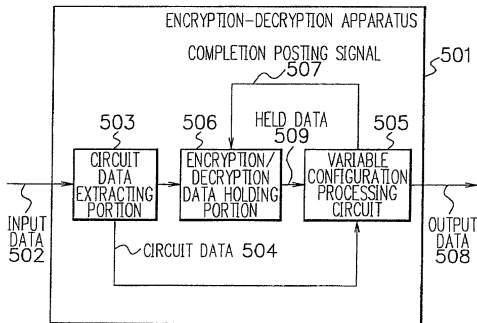 ENCRYPTION-DECRYPTION APPARATUS
COMPLETION POSTING SIGNAL
507
501
503
506
HELD DATA
509
505
CIRCUIT
DATA
EXTRACTING
PORTION
ENCRYPTION/
DECRYPTION
DATA HOLDING
PORTION
VARIABLE
CONFIGURATION
PROCESSING
CIRCUIT
INPUT
DATA
502
CIRCUIT DATA 504
OUTPUT
DATA
508